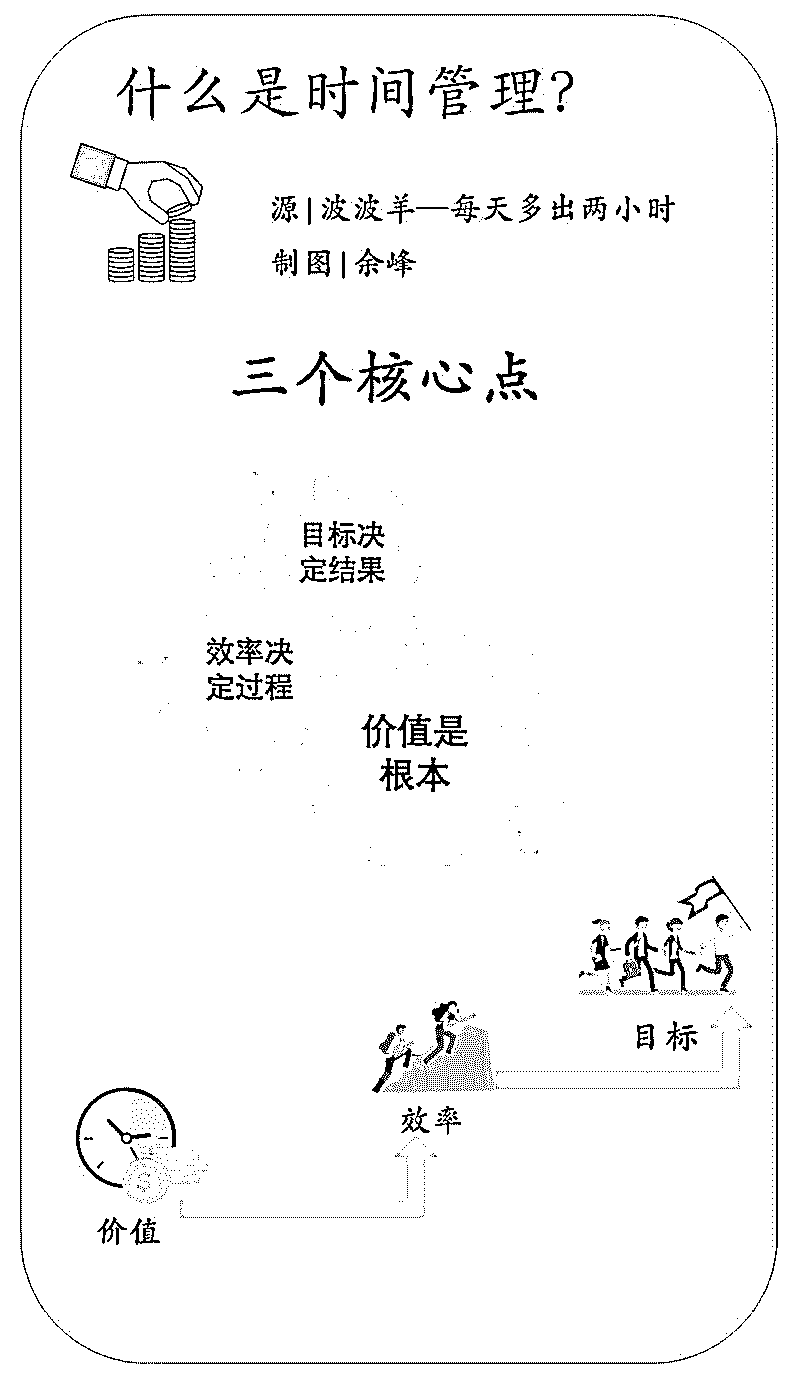 什么是时间管理?
源|波波羊—每天多出两小时
制图|余峰
三个核心点
目标决
定结果
效率决
定过程
价值是
根本
目标
效率
价值